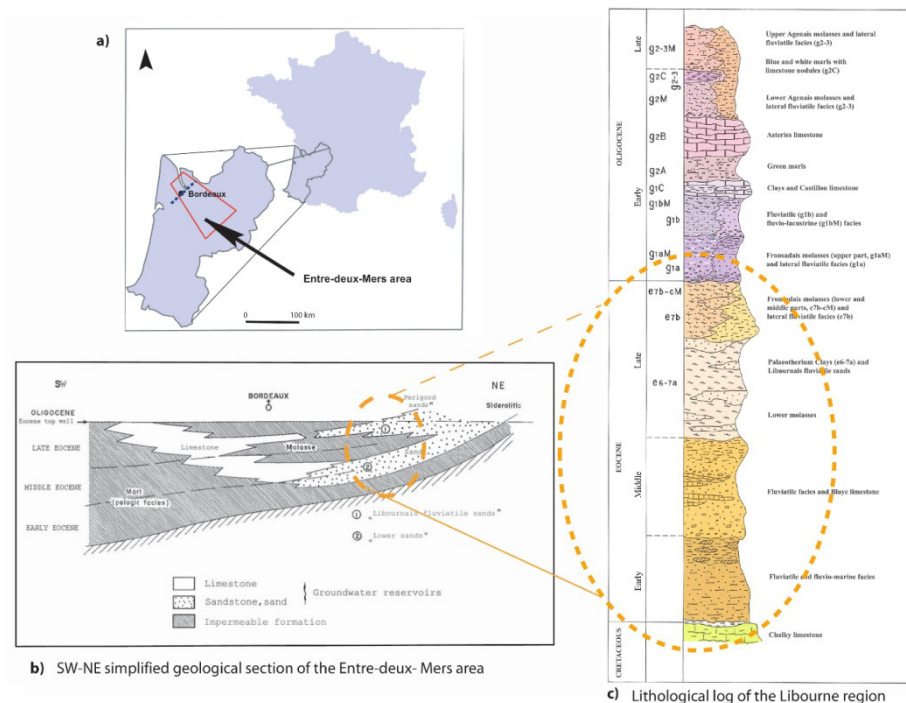 a)
Bordeaux
Entre-deux-Mers area
0 100 km
SW
NE
BORDEAUX
Perigord
sands"
Siderolitic
OLIGOCENE
Eocene top wall
①
LATE EOCENE
Limestone
Molasse
Sand
②
MIDDLE EOCENE
Marl
(pelagic facies)
EARLY EOCENE
① "Libournais fluviatile sands"
② "Lower sands"
Limestone
Sandstone,sand
Groundwater reservoirs
Impermeable formation
b) SW-NE simplified geological section of the Entre-deux- Mers area
OLIGOCENE
Late
Early
EOCENE
Late
Middle
Early
CRETACEOUS
g2-3M
g2C
g2-3
g2M
g2B
g2A
g1C
g1bM
g1b
g1aM
g1a
e7b-cM
e7b
e6-7a
Upper Agenais molasses and lateral
fluviatile facies (g2-3)
Blue and white marls with
limestone nodules (g2C)
Lower Agenais molasses and
lateral fluviatile facies (g2-3)
Asteries limestone
Green marls
Clays and Castillon limestone
Fluviatile (g1b) and
fluvio-lacustrine (g1bM) facies
Fronsadais molasses (upper part, g1aM)
and lateral fluviatile facies (g1a)
Fronsadais molasses (lower and
middle parts, e7b-cM) and
lateral fluviatile facies (e7b)
Palaeotherium Clays (e6-7a) and
Libournais fluviatile sands
Lower molasses
Fluviatile facies and Blaye limestone
Fluviatile and fluvio-marine facies
Chalky limestone
c) Lithological log of the Libourne region